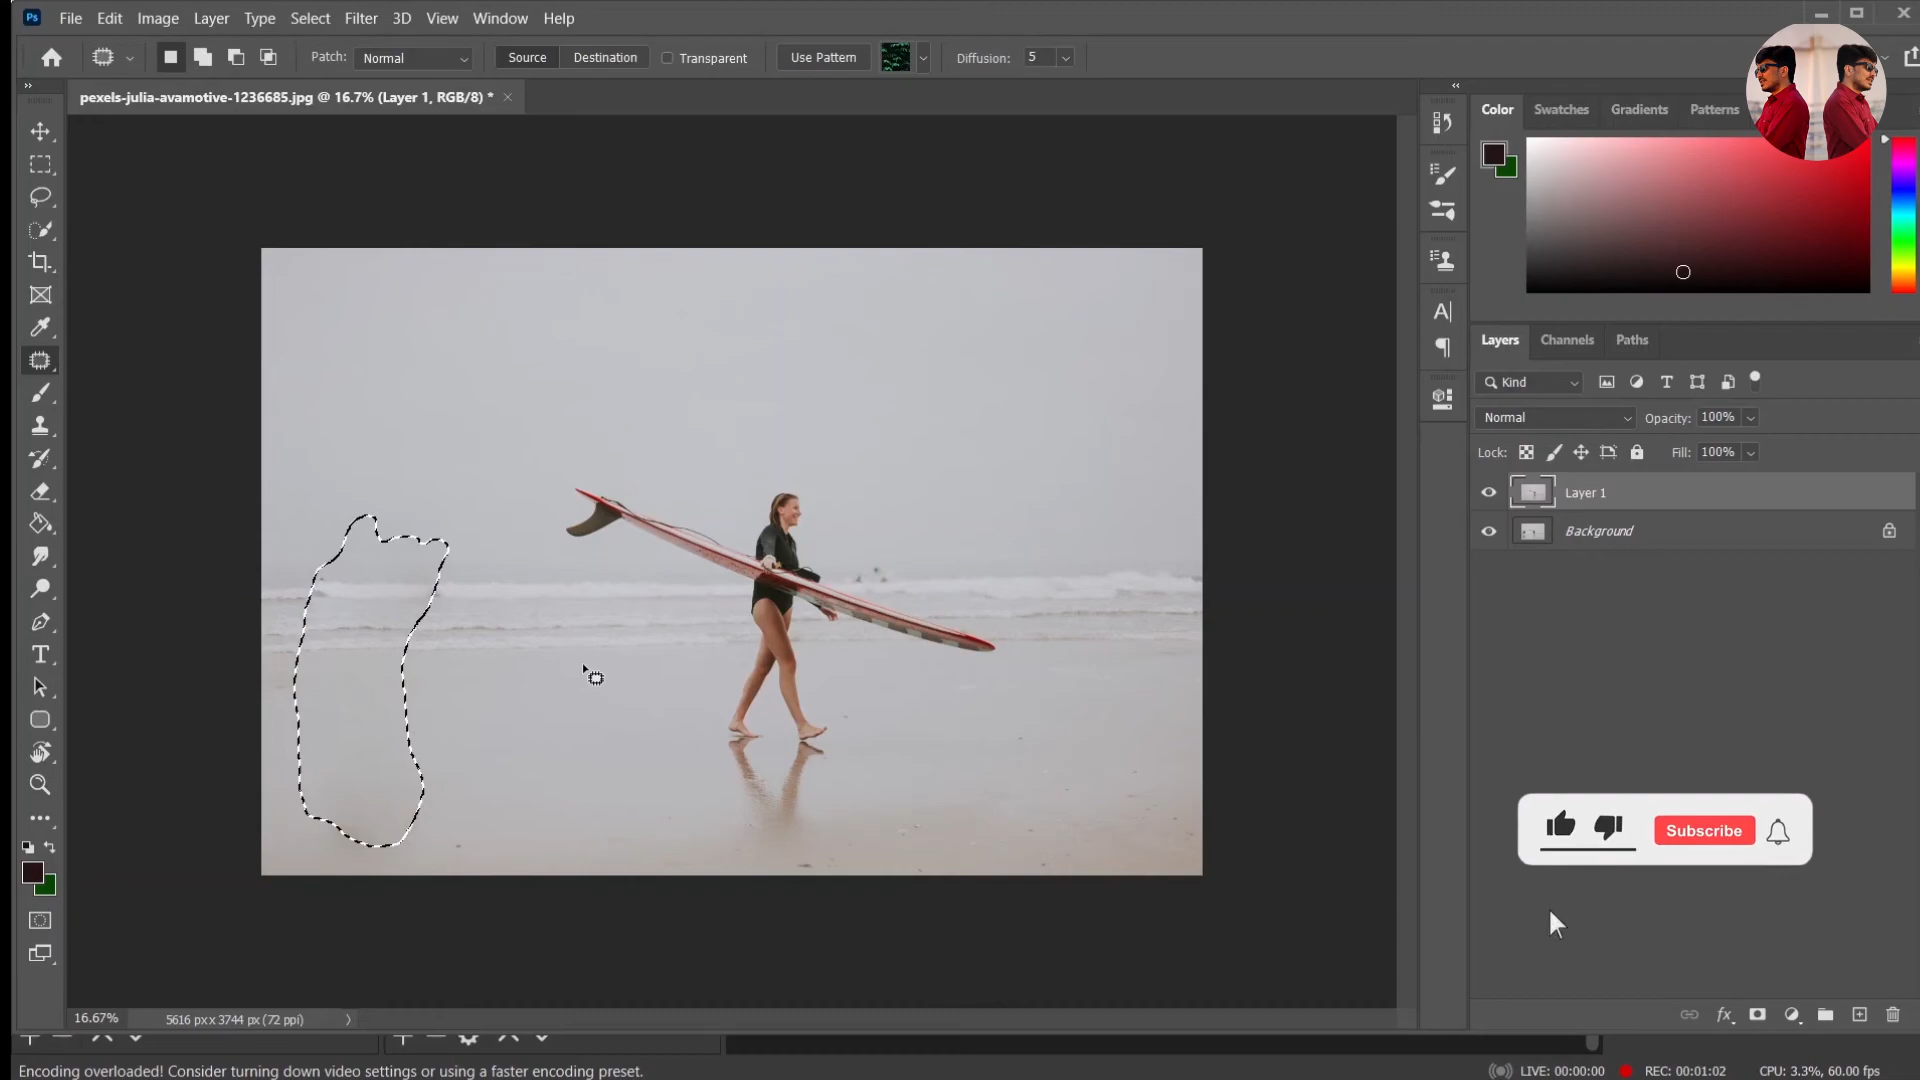 Ps File Edit Image Layer Type Select Filter 3D View Window Help
Patch: Normal Source Destination Transparent Use Pattern Diffusion: 5
pexels-julia-avamotive-1236685.jpg @ 16.7% (Layer 1, RGB/8) *
Color Swatches Gradients Patterns
Layers Channels Paths
Kind
Normal Opacity: 100%
Lock: Fill: 100%
Layer 1
Background
Subscribe
fx
16.67% 5616 px x 3744 px (72 ppi)
Encoding overloaded! Consider turning down video settings or using a faster encoding preset. LIVE: 00:00:00 REC: 00:01:02 CPU: 3.3%, 60.00 fps